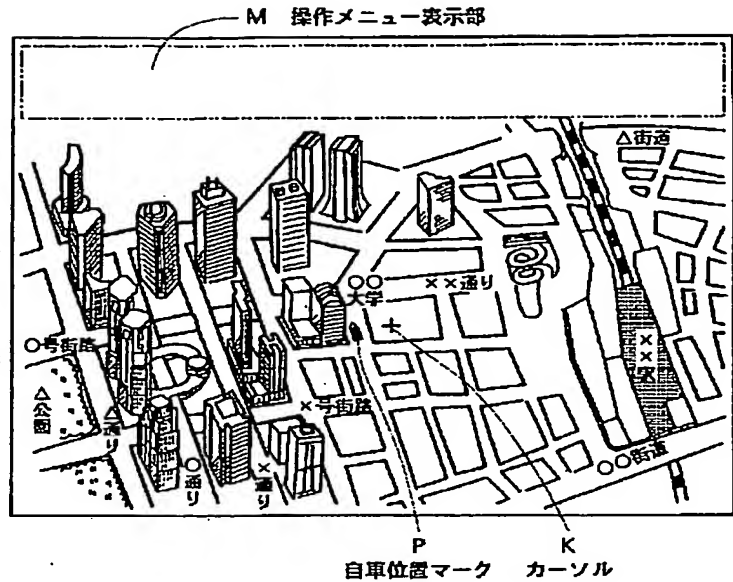 M 操作メニュー表示部
△街道
○○
大学
××通り
○号街路
△公園
△通り
×号街路
××駅
○通り
×通り
○○街道
P
自車位置マーク
K
カーソル